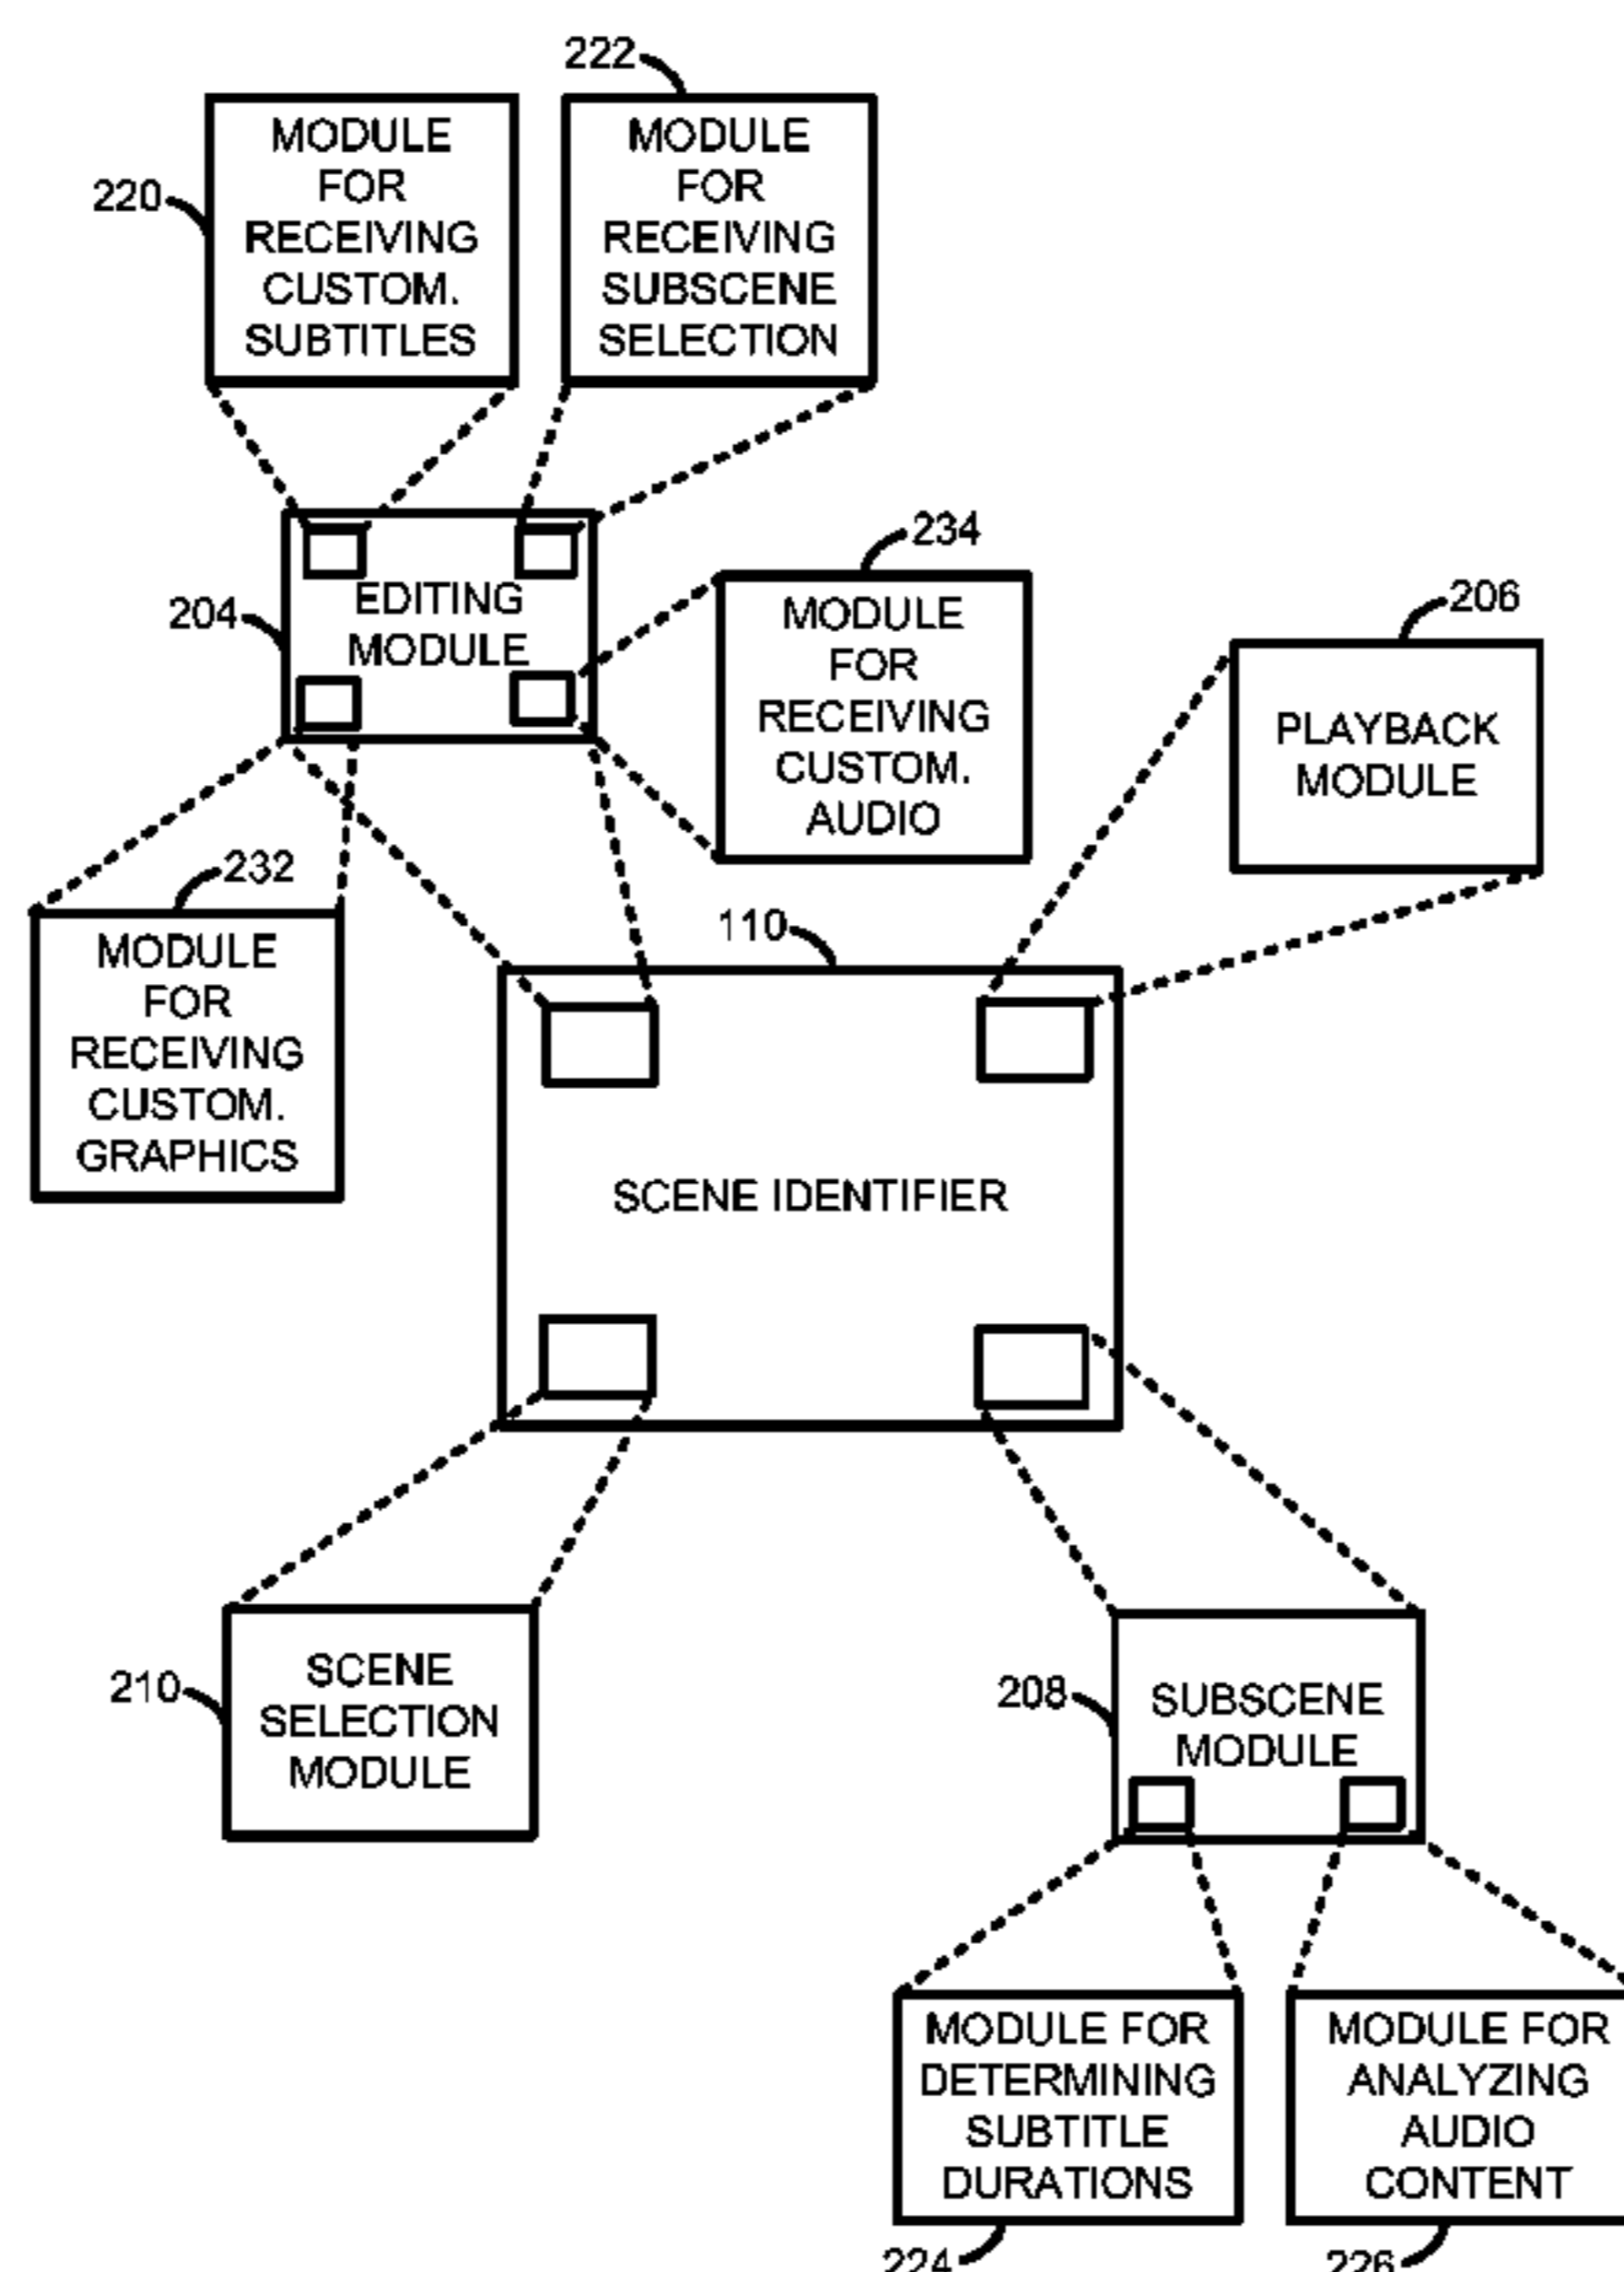 222
MODULE
FOR
RECEIVING
CUSTOM.
SUBTITLES
MODULE
FOR
RECEIVING
SUBSCENE
SELECTION
220
234
204
EDITING
MODULE
MODULE
FOR
RECEIVING
CUSTOM.
AUDIO
206
PLAYBACK
MODULE
232
MODULE
FOR
RECEIVING
CUSTOM.
GRAPHICS
110
SCENE IDENTIFIER
210
SCENE
SELECTION
MODULE
208
SUBSCENE
MODULE
MODULE FOR
DETERMINING
SUBTITLE
DURATIONS
MODULE FOR
ANALYZING
AUDIO
CONTENT
224
226